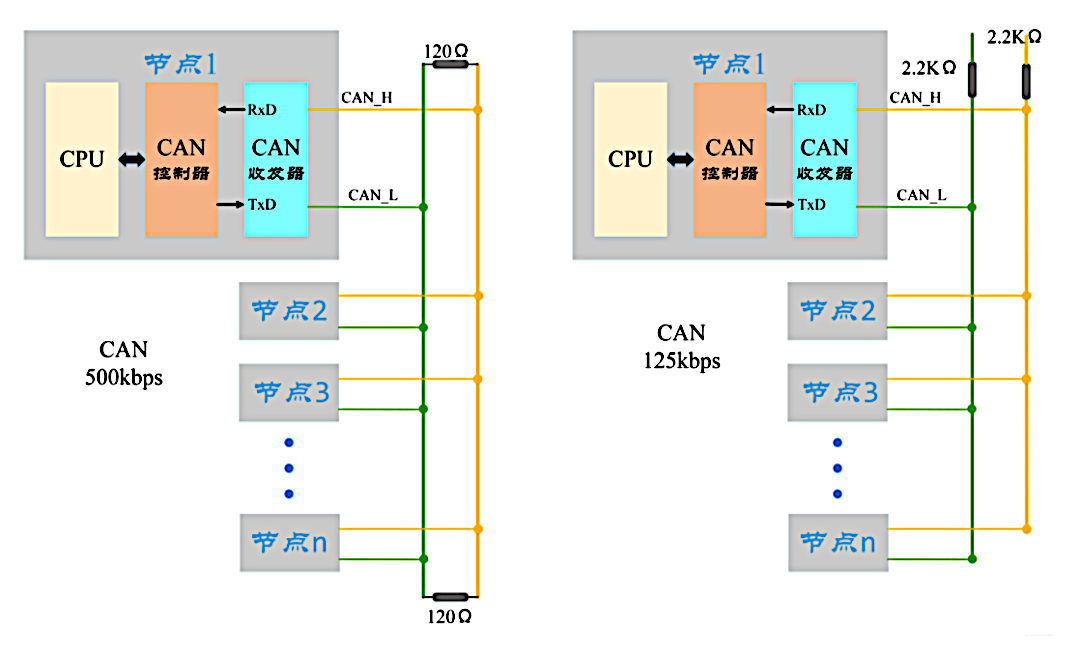 120Ω
节点1
CPU
CAN
控制器
RxD
CAN
收发器
TxD
CAN_H
CAN_L
节点2
CAN
500kbps
节点3
节点n
120Ω
2.2KΩ
2.2KΩ
节点1
CPU
CAN
控制器
RxD
CAN
收发器
TxD
CAN_H
CAN_L
节点2
CAN
125kbps
节点3
节点n